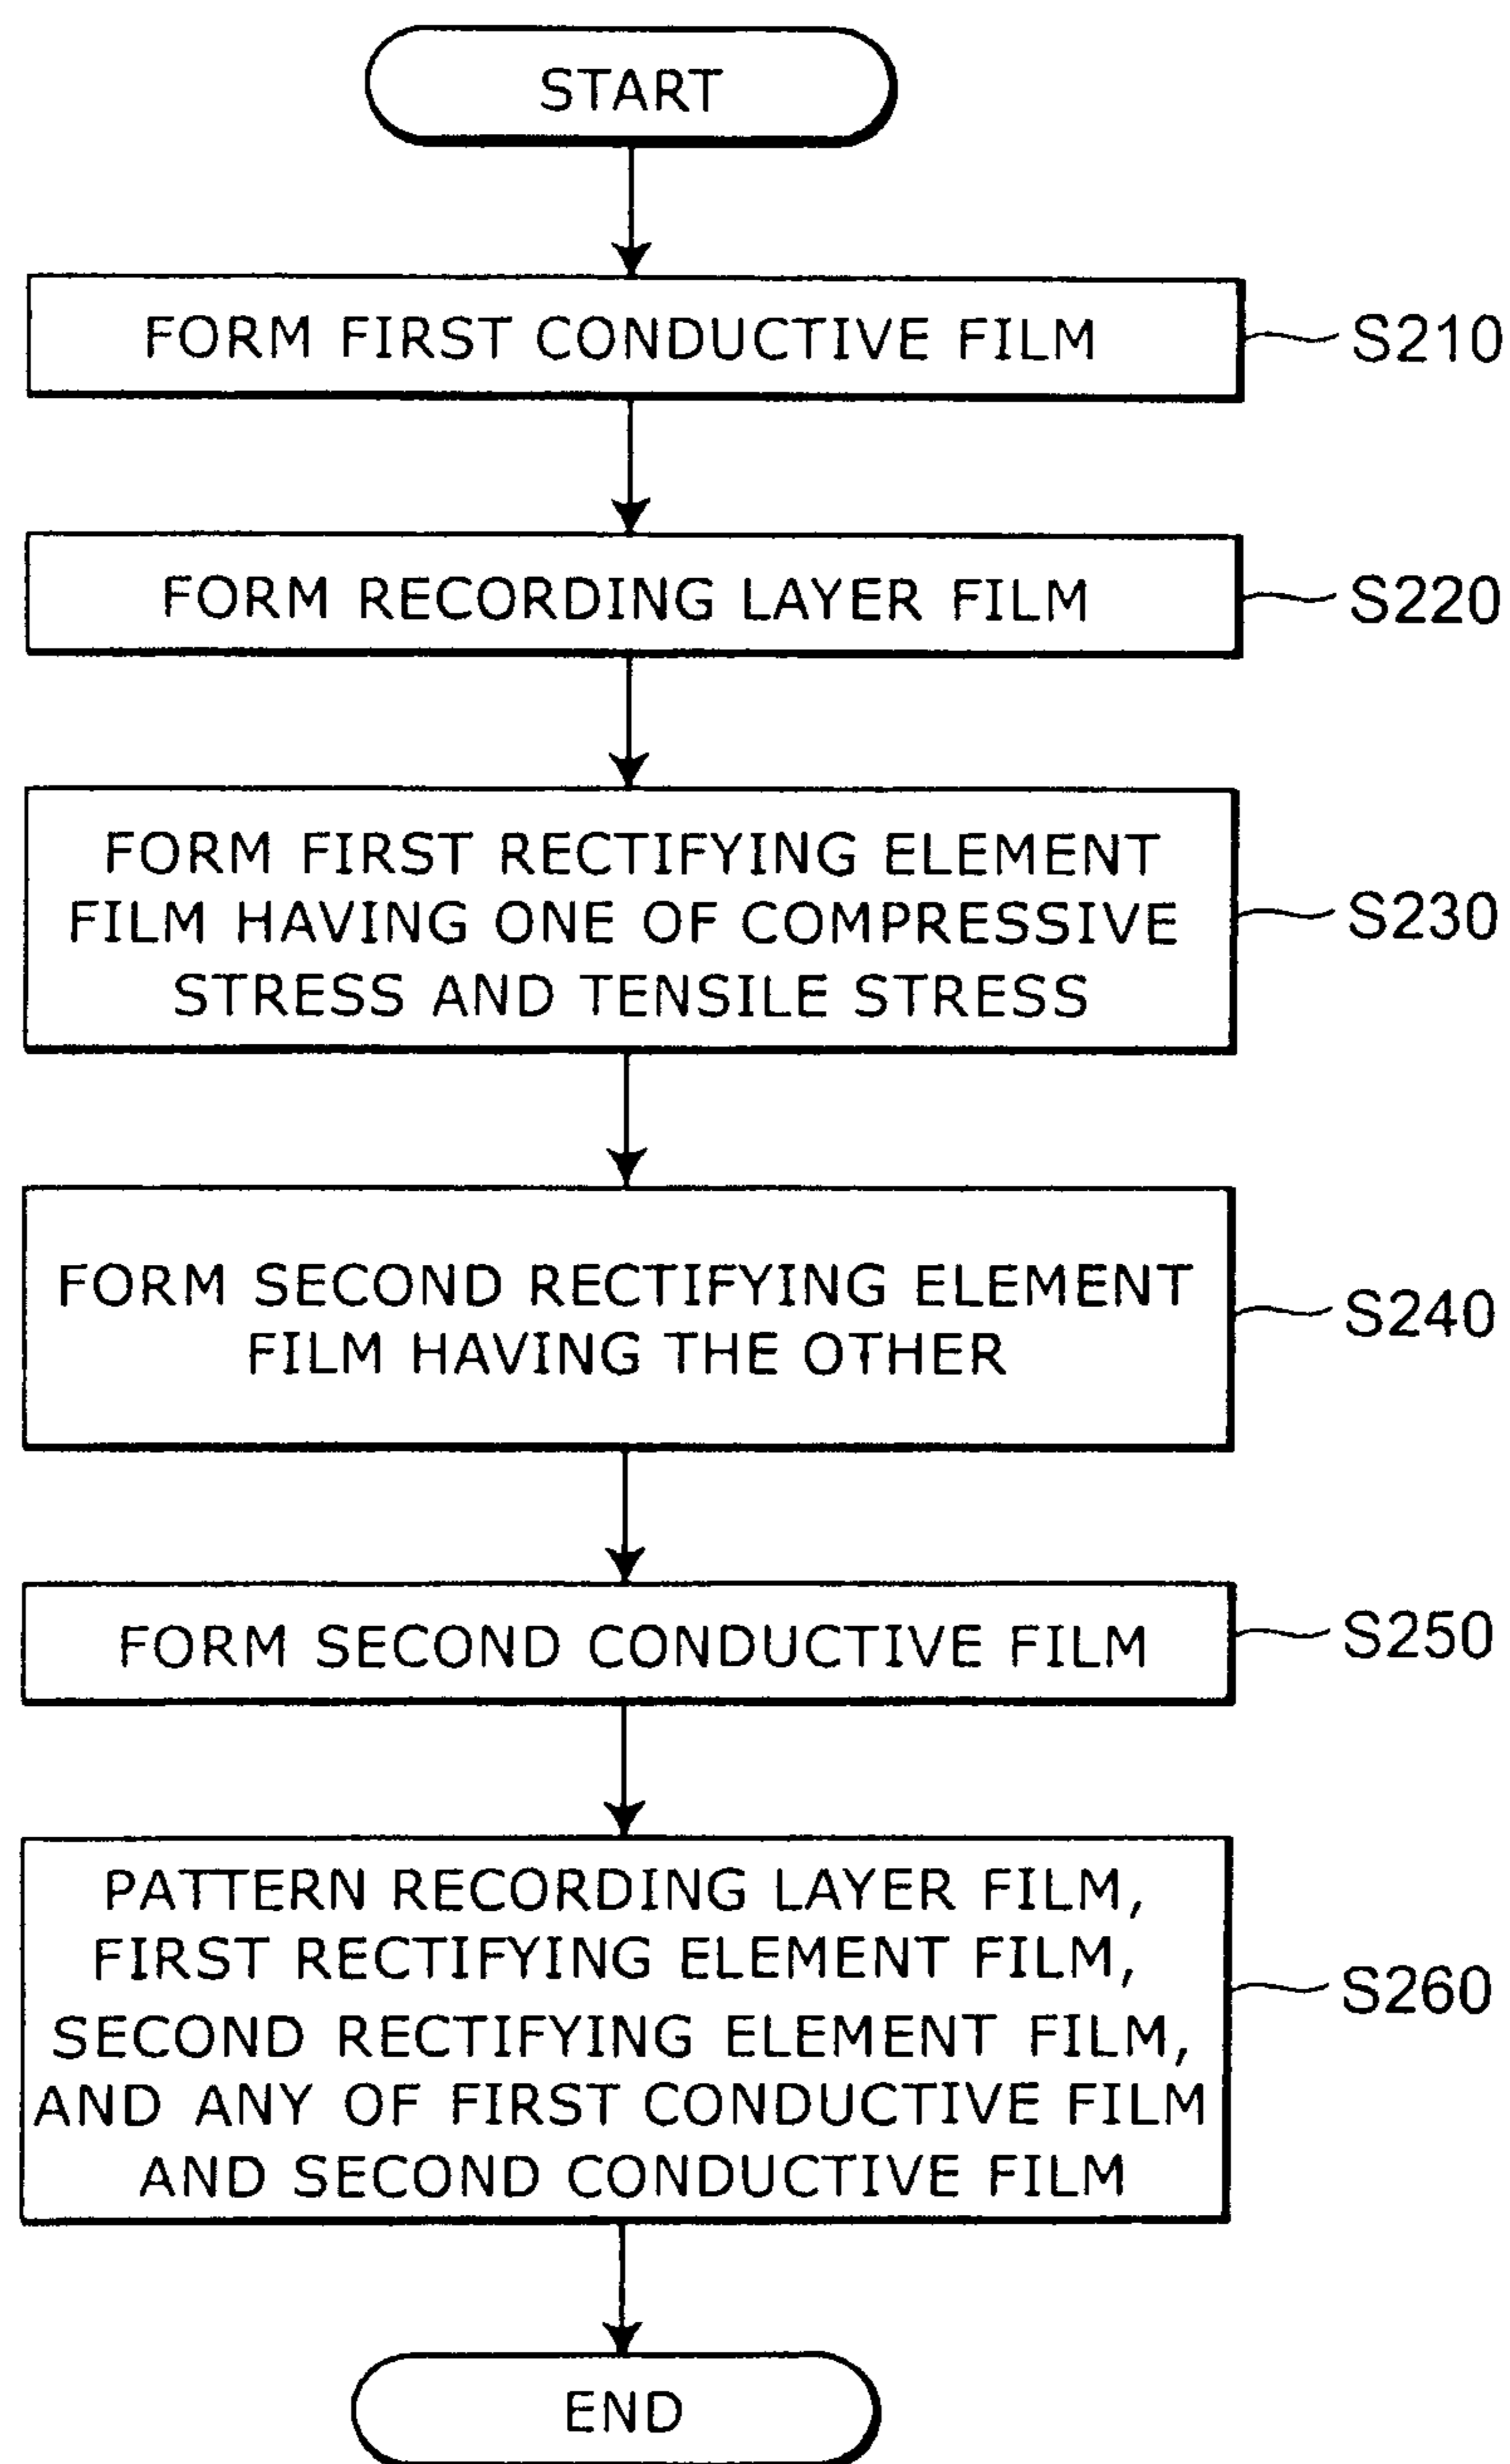 START
FORM FIRST CONDUCTIVE FILM
S210
FORM RECORDING LAYER FILM
S220
FORM FIRST RECTIFYING ELEMENT
FILM HAVING ONE OF COMPRESSIVE
STRESS AND TENSILE STRESS
S230
FORM SECOND RECTIFYING ELEMENT
FILM HAVING THE OTHER
S240
FORM SECOND CONDUCTIVE FILM
S250
PATTERN RECORDING LAYER FILM,
FIRST RECTIFYING ELEMENT FILM,
SECOND RECTIFYING ELEMENT FILM,
AND ANY OF FIRST CONDUCTIVE FILM
AND SECOND CONDUCTIVE FILM
S260
END